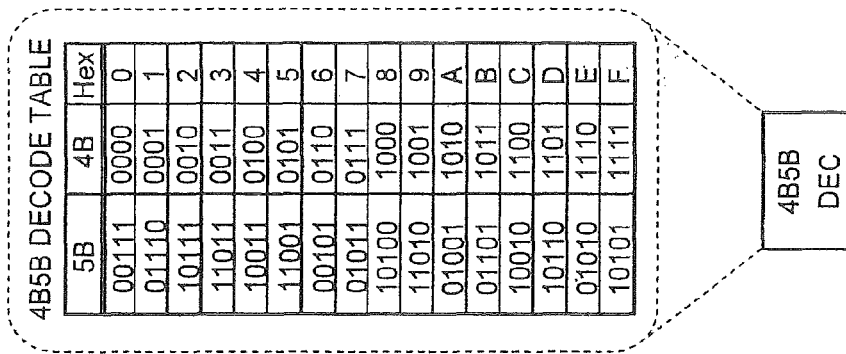 4B5B DECODE TABLE
5B 4B Hex
00111 0000 0
01110 0001 1
10111 0010 2
11011 0011 3
10011 0100 4
11001 0101 5
00101 0110 6
01011 0111 7
10100 1000 8
11010 1001 9
01001 1010 A
01101 1011 B
10010 1100 C
10110 1101 D
01010 1110 E
10101 1111 F
4B5B
DEC